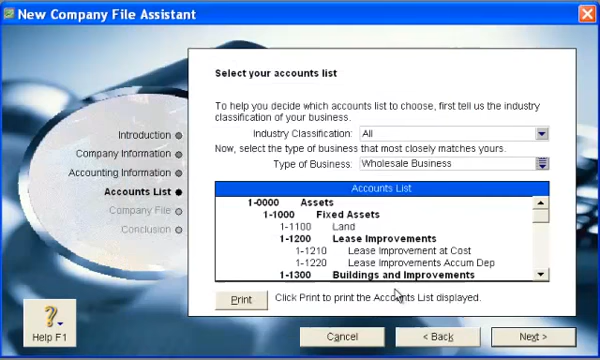 New Company File Assistant
Introduction
Company Information
Accounting Information
Accounts List
Company File
Conclusion
Select your accounts list
To help you decide which accounts list to choose, first tell us the industry
classification of your business.
Industry Classification: All
Now, select the type of business that most closely matches yours.
Type of Business: Wholesale Business
Accounts List
1-0000 Assets
1-1000 Fixed Assets
1-1100 Land
1-1200 Lease Improvements
1-1210 Lease Improvement at Cost
1-1220 Lease Improvements Accum Dep
1-1300 Buildings and Improvements
Print Click Print to print the Accounts List displayed.
Help F1
Cancel < Back Next >